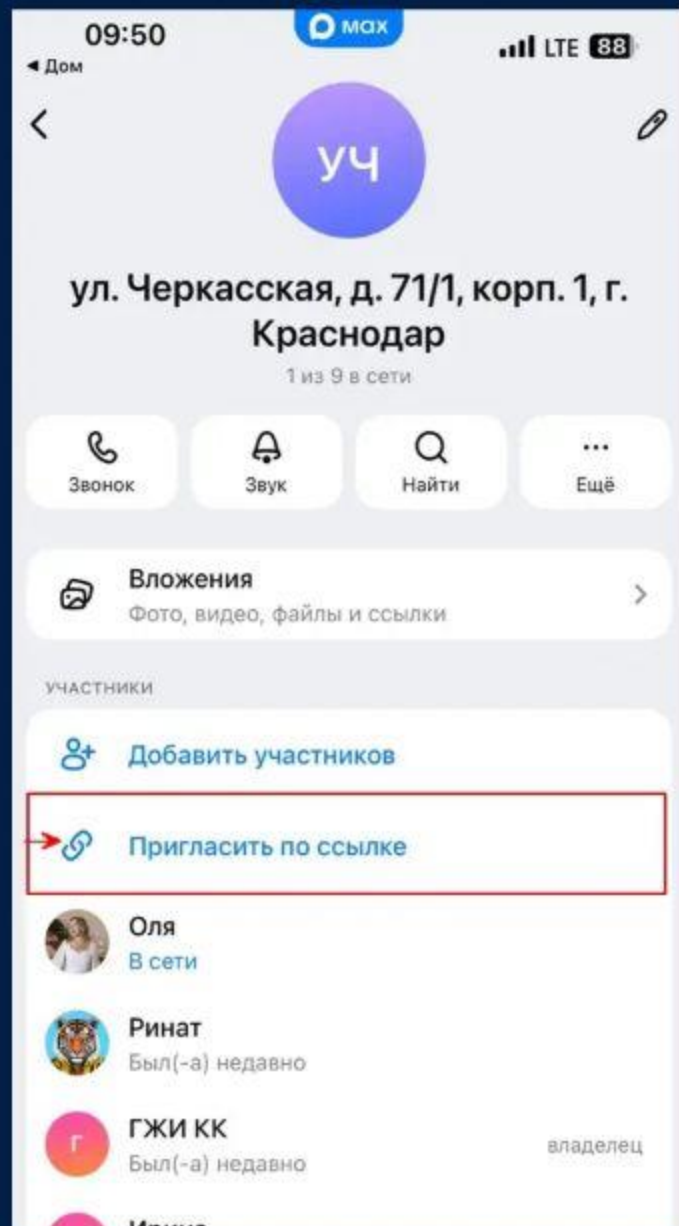 09:50
max
LTE 88
◀ Дом
УЧ
ул. Черкасская, д. 71/1, корп. 1, г.
Краснодар
1 из 9 в сети
Звонок
Звук
Найти
Ещё
Вложения
Фото, видео, файлы и ссылки
УЧАСТНИКИ
Добавить участников
Пригласить по ссылке
Оля
В сети
Ринат
Был(-а) недавно
Г
ГЖИ КК
владелец
Был(-а) недавно